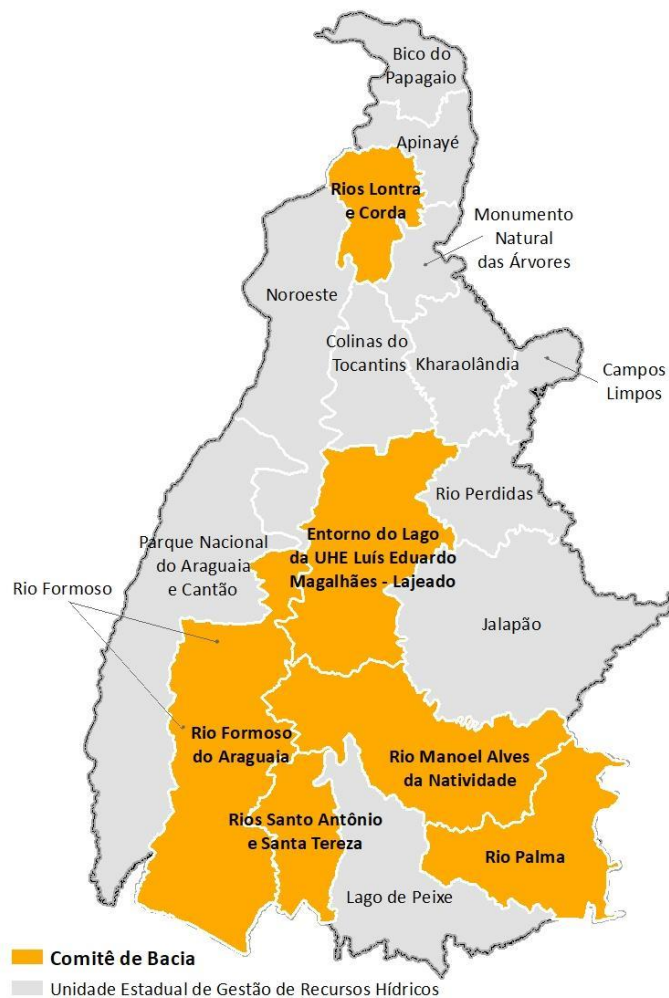 Bico do
Papagaio
Apinayé
Rios Lontra
e Corda
Monumento
Natural
das Árvores
Noroeste
Colinas do
Tocantins
Kharaolândia
Campos
Limpos
Rio Perdidas
Entorno do Lago
da UHE Luís Eduardo
Magalhães - Lajeado
Parque Nacional
do Araguaia
e Cantão
Rio Formoso
Jalapão
Rio Formoso
do Araguaia
Rio Manoel Alves
da Natividade
Rios Santo Antônio
e Santa Tereza
Rio Palma
Lago de Peixe
Comitê de Bacia
Unidade Estadual de Gestão de Recursos Hídricos